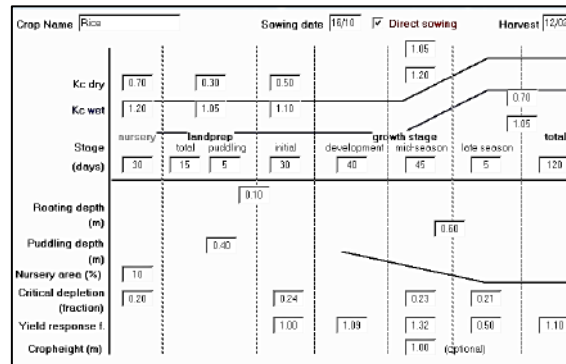 Crop Name Rice Sowing date 16/10 Direct sowing Harvest 12/02
1.05
Kc dry 0.70 0.30 0.50 1.20
0.70
Kc wet 1.20 1.05 1.10
1.05
nursery landprep growth stage total
Stage total puddling initial development mid-season late season
(days) 30 15 5 30 40 45 5 120
0.10
Rooting depth
(m) 0.60
Puddling depth 0.40
(m)
Nursery area (%) 10
Critical depletion 0.20 0.24 0.23 0.21
(fraction)
Yield response f. 1.00 1.09 1.32 0.50 1.10
Cropheight (m) 1.00 (optional)